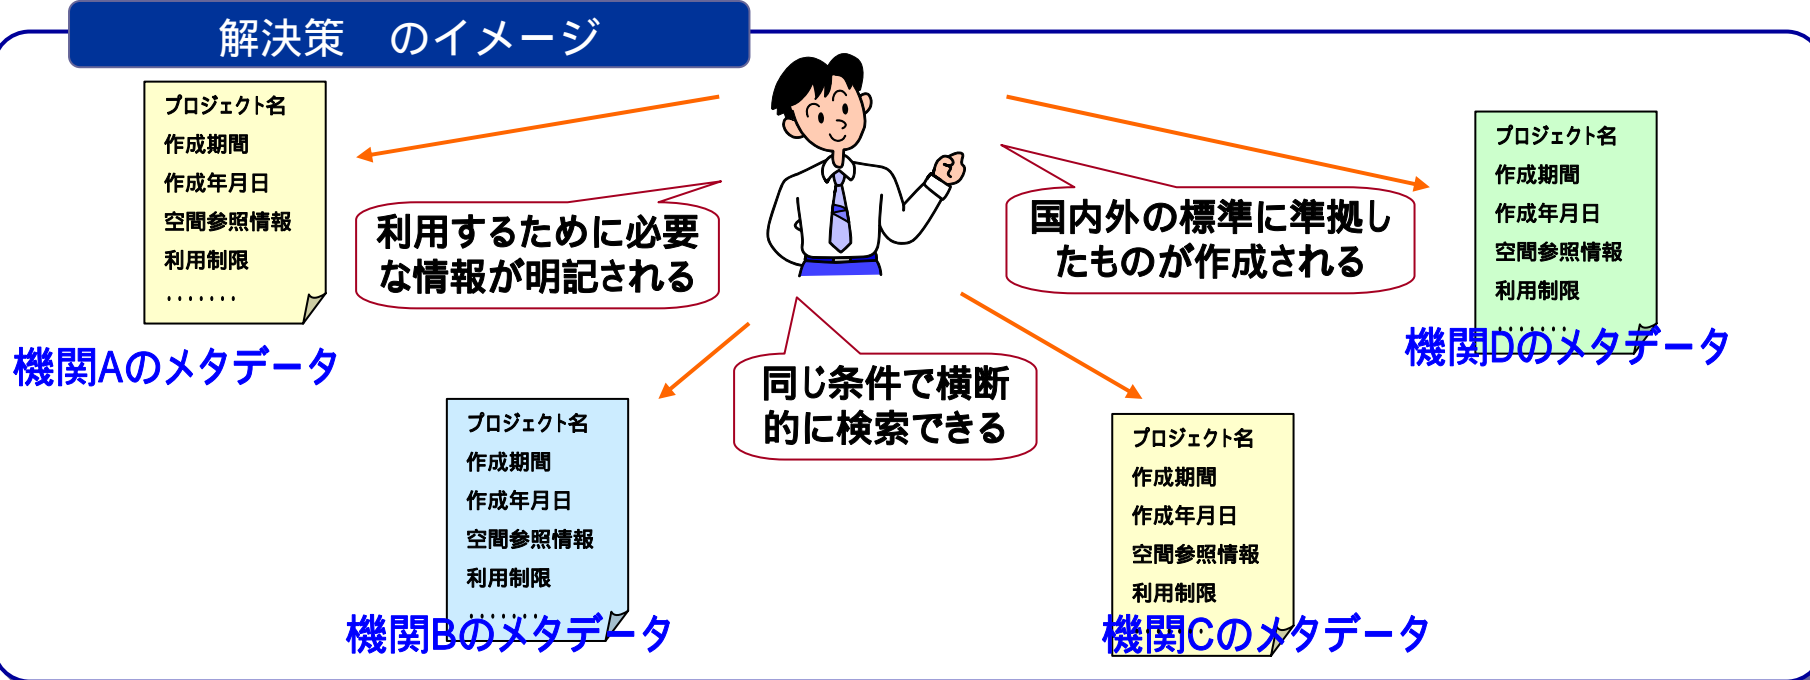 解決策　のイメージ
プロジェクト名
作成期間
作成年月日
空間参照情報
利用制限
・・・・・・・
機関Aのメタデータ
利用するために必要
な情報が明記される
国内外の標準に準拠し
たものが作成される
プロジェクト名
作成期間
作成年月日
空間参照情報
利用制限
・・・・・・・
機関Dのメタデータ
同じ条件で横断
的に検索できる
プロジェクト名
作成期間
作成年月日
空間参照情報
利用制限
・・・・・・・
機関Bのメタデータ
プロジェクト名
作成期間
作成年月日
空間参照情報
利用制限
・・・・・・・
機関Cのメタデータ